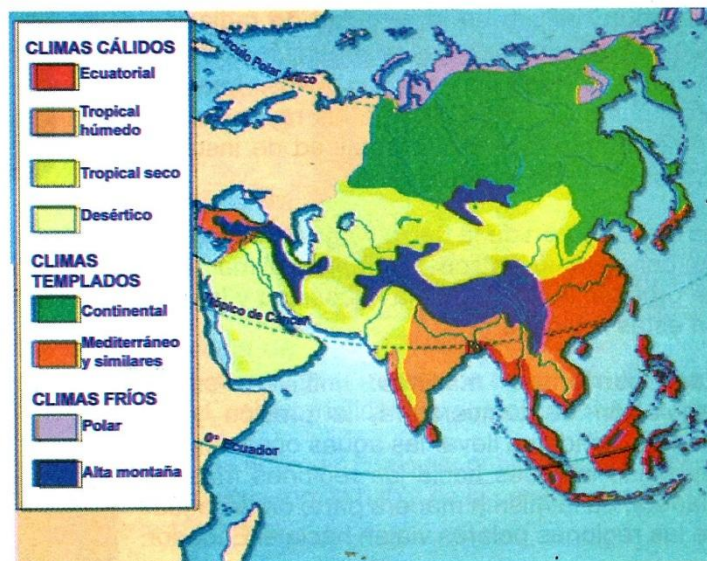 CLIMAS CÁLIDOS
Ecuatorial
Tropical
húmedo
Tropical seco
Desértico
CLIMAS
TEMPLADOS
Continental
Mediterráneo
y similares
CLIMAS FRÍOS
Polar
Alta montaña
Círculo Polar Ártico
Trópico de Cáncer
0° Ecuador